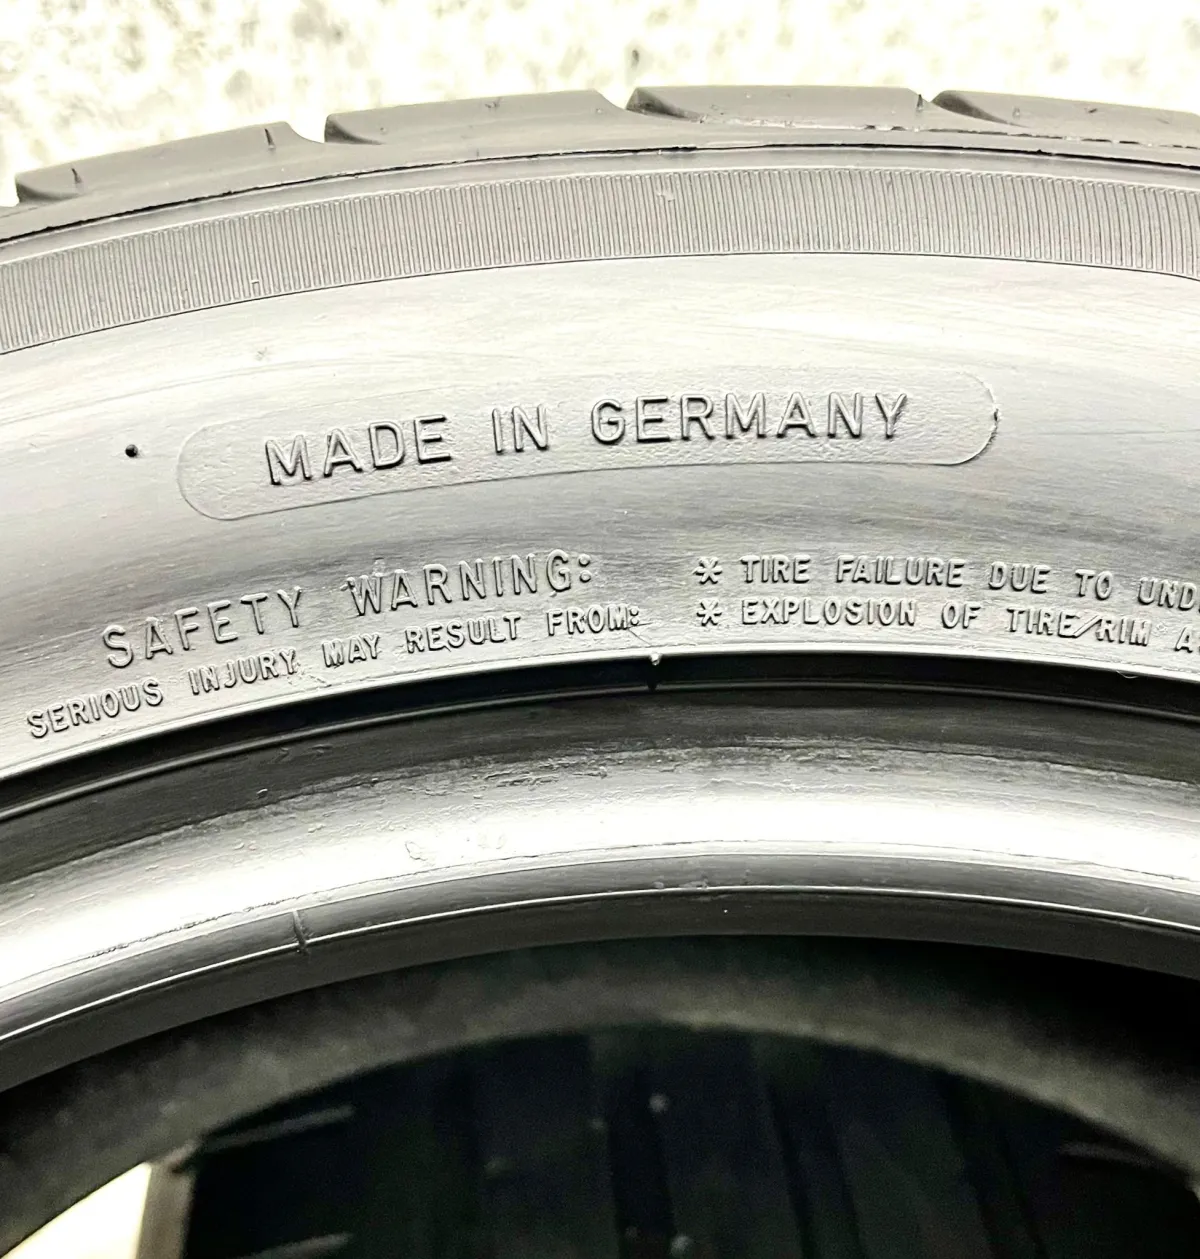 MADE IN GERMANY
SAFETY WARNING:
SERIOUS INJURY MAY RESULT FROM:
* TIRE FAILURE DUE TO
* EXPLOSION OF TIRE/RIM